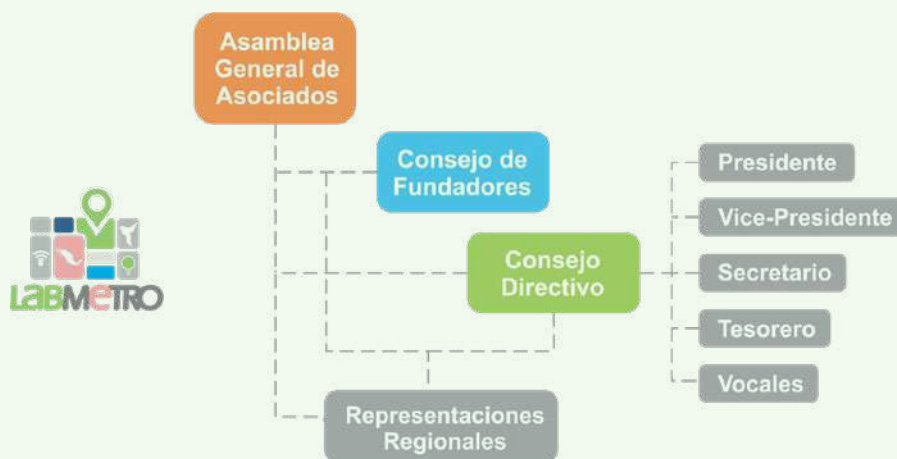 Asamblea
General de
Asociados
Consejo de
Fundadores
Presidente
Vice-Presidente
Consejo
Directivo
Secretario
Tesorero
Vocales
LABMETRO
Representaciones
Regionales